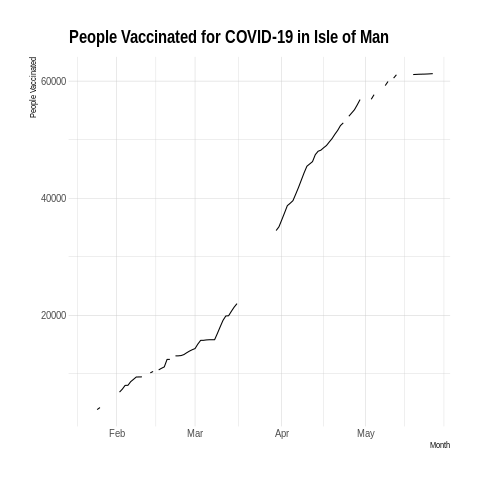 People Vaccinated for COVID-19 in Isle of Man
People Vaccinated
60000
40000
20000
Feb Mar Apr May
Month